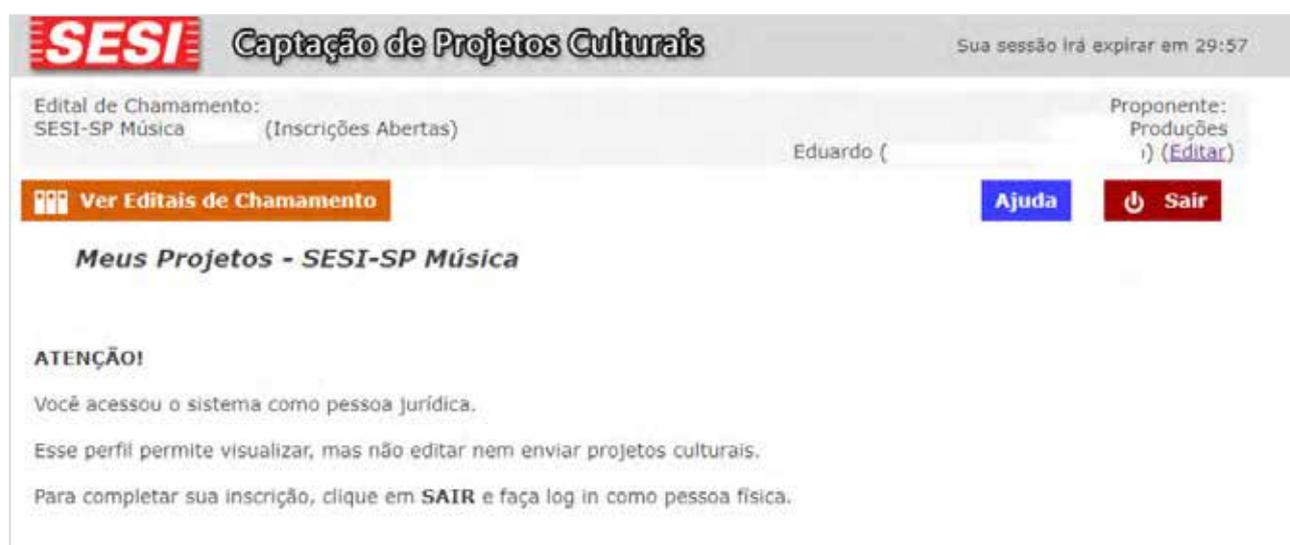 SESI Captação de Projetos Culturais Sua sessão irá expirar em 29:57
Edital de Chamamento: Proponente:
SESI-SP Música (Inscrições Abertas) Produções
Eduardo ( ) (Editar)
Ver Editais de Chamamento Ajuda Sair
Meus Projetos - SESI-SP Música
ATENÇÃO!
Você acessou o sistema como pessoa jurídica.
Esse perfil permite visualizar, mas não editar nem enviar projetos culturais.
Para completar sua inscrição, clique em SAIR e faça log in como pessoa física.